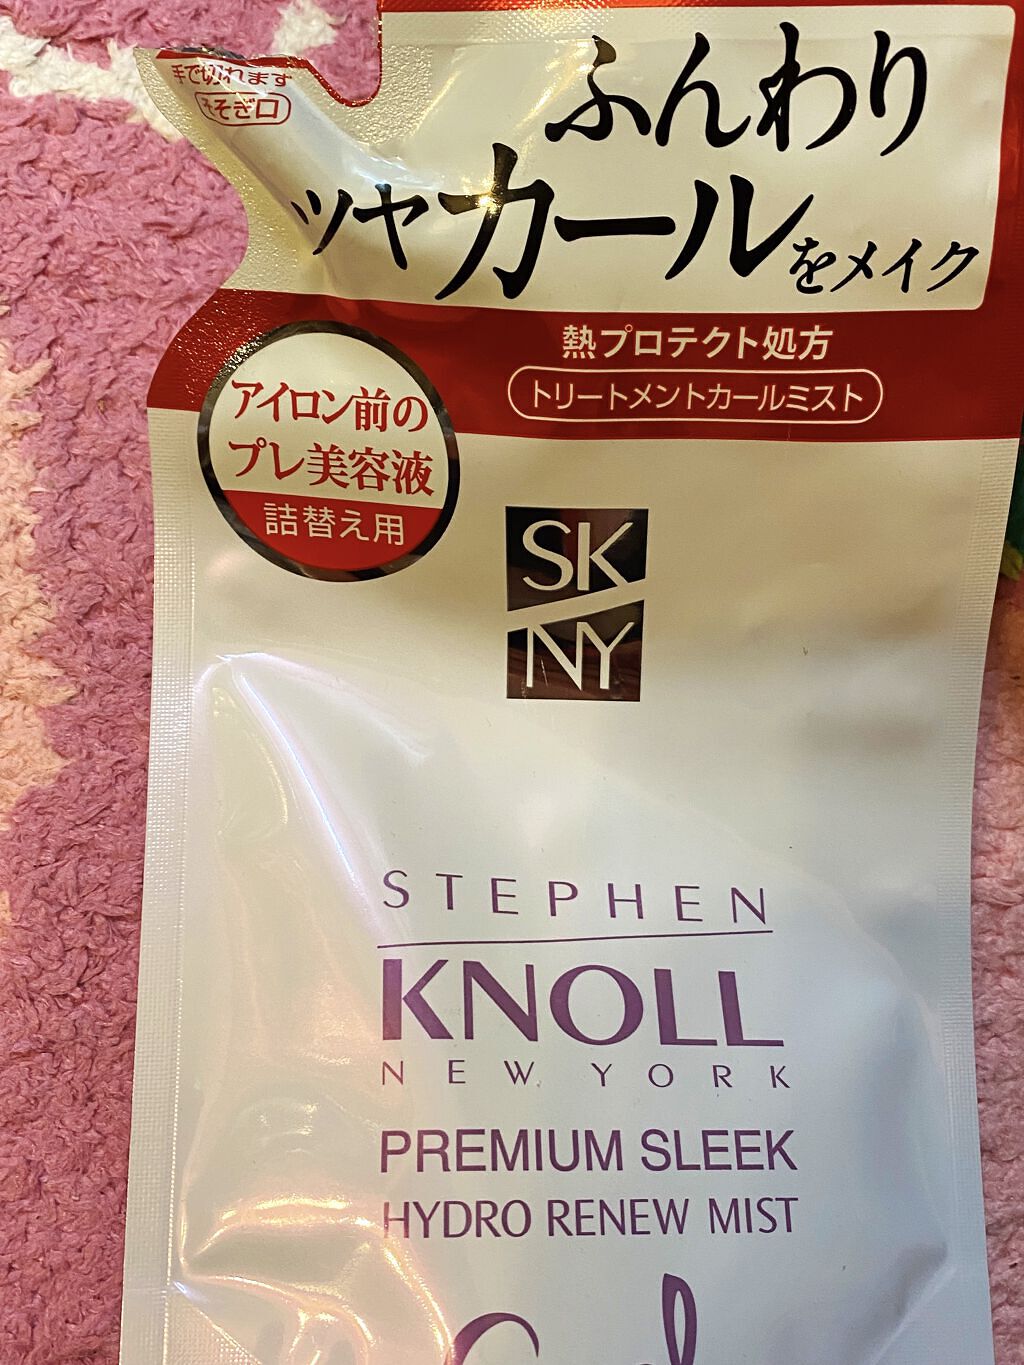 手で切れます
そそぎ口
ふんわり
ツヤカールをメイク
熱プロテクト処方
トリートメントカールミスト
アイロン前の
プレ美容液
詰替え用
SK
NY
STEPHEN
KNOLL
NEW YORK
PREMIUM SLEEK
HYDRO RENEW MIST